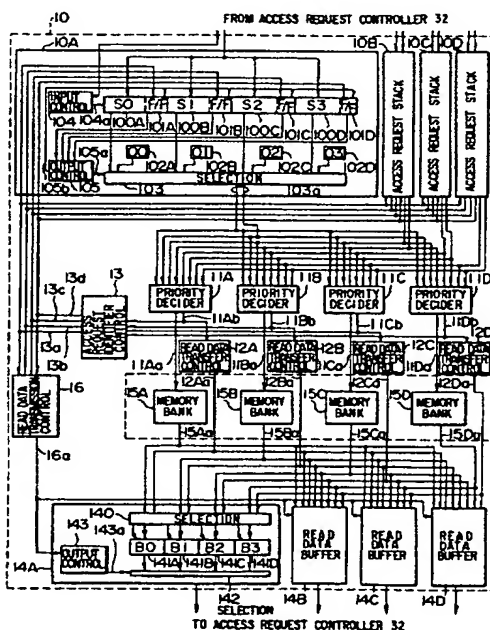 FROM ACCESS REQUEST CONTROLLER 32
10
10A
10B 10C 10D
INPUT CONTROL
S0 F/F S1 F/F S2 F/F S3 F/F
ACCESS REQUEST STACK
ACCESS REQUEST STACK
ACCESS REQUEST STACK
104 104a 100A 101A 100B 101B 100C 101C 100D 101D
105a
00 01 02 03
102A 102B 102C 102D
OUTPUT CONTROL
SELECTION
105b 105 103 103a
13c 13d 13
11A 11B 11C 11D
PRIORITY DECIDER
PRIORITY DECIDER
PRIORITY DECIDER
PRIORITY DECIDER
REQUEST IDENTIFIER CONTROL
11Ab 11Bb 11Cb 11Db
13a 13b
12A 12B 12C 12D
11Aa 11Ba 11Ca 11Da
READ DATA TRANSFER CONTROL
READ DATA TRANSFER CONTROL
READ DATA TRANSFER CONTROL
READ DATA TRANSFER CONTROL
16
12Aa 12Ba 12Ca 12Da
READ DATA TRANSMISSION CONTROL
15A 15B 15C 15D
MEMORY BANK
MEMORY BANK
MEMORY BANK
MEMORY BANK
16a
15Aa 15Ba 15Ca 15Da
140
SELECTION
143 143a
B0 B1 B2 B3
OUTPUT CONTROL
141A 141B 141C 141D
READ DATA BUFFER
READ DATA BUFFER
READ DATA BUFFER
14A 142 14B 14C 14D
SELECTION
TO ACCESS REQUEST CONTROLLER 32